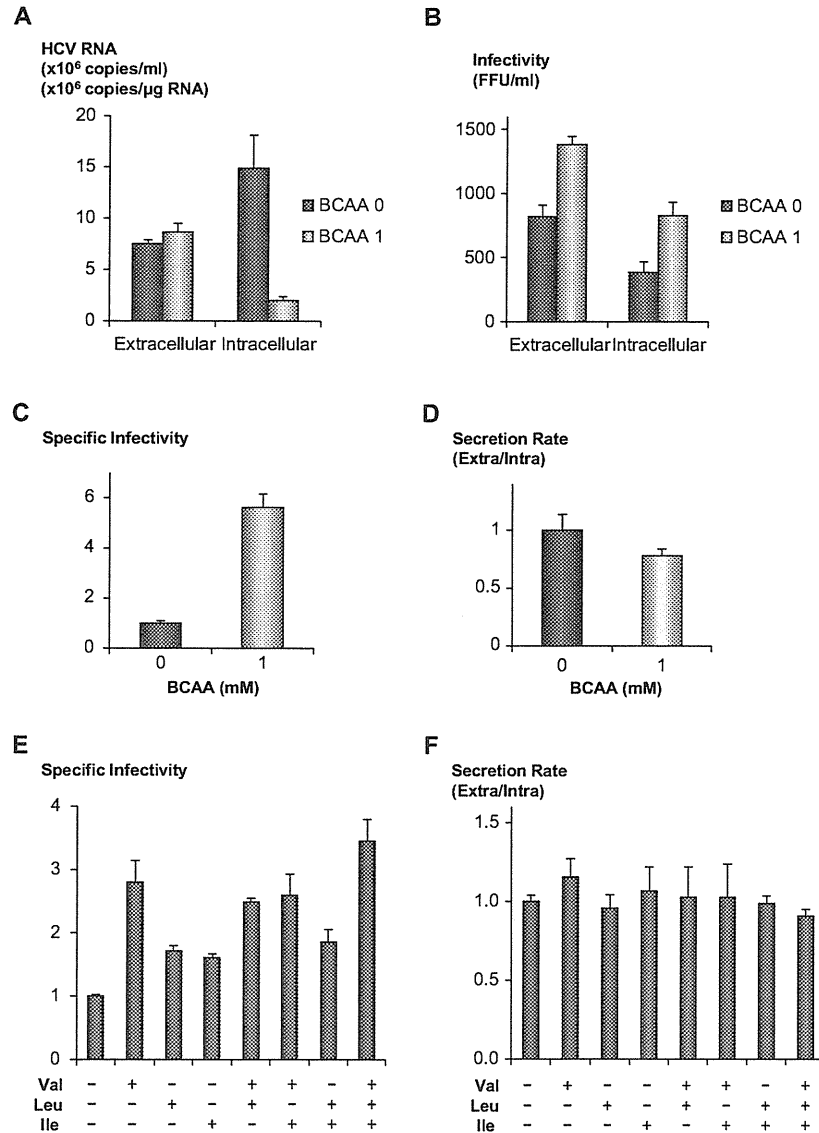 A
HCV RNA
(x10⁶ copies/ml)
(x10⁶ copies/µg RNA)
20
15
10
5
0
Extracellular Intracellular
BCAA 0
BCAA 1
B
Infectivity
(FFU/ml)
1500
1000
500
0
Extracellular Intracellular
BCAA 0
BCAA 1
C
Specific Infectivity
6
4
2
0
0 1
BCAA (mM)
D
Secretion Rate
(Extra/Intra)
1
0.5
0
0 1
BCAA (mM)
E
Specific Infectivity
4
3
2
1
0
Val − + − − + + − +
Leu − − + − + − + +
Ile − − − + − + + +
F
Secretion Rate
(Extra/Intra)
1.5
1.0
0.5
0.0
Val − + − − + + − +
Leu − − + − + − + +
Ile − − − + − + + +